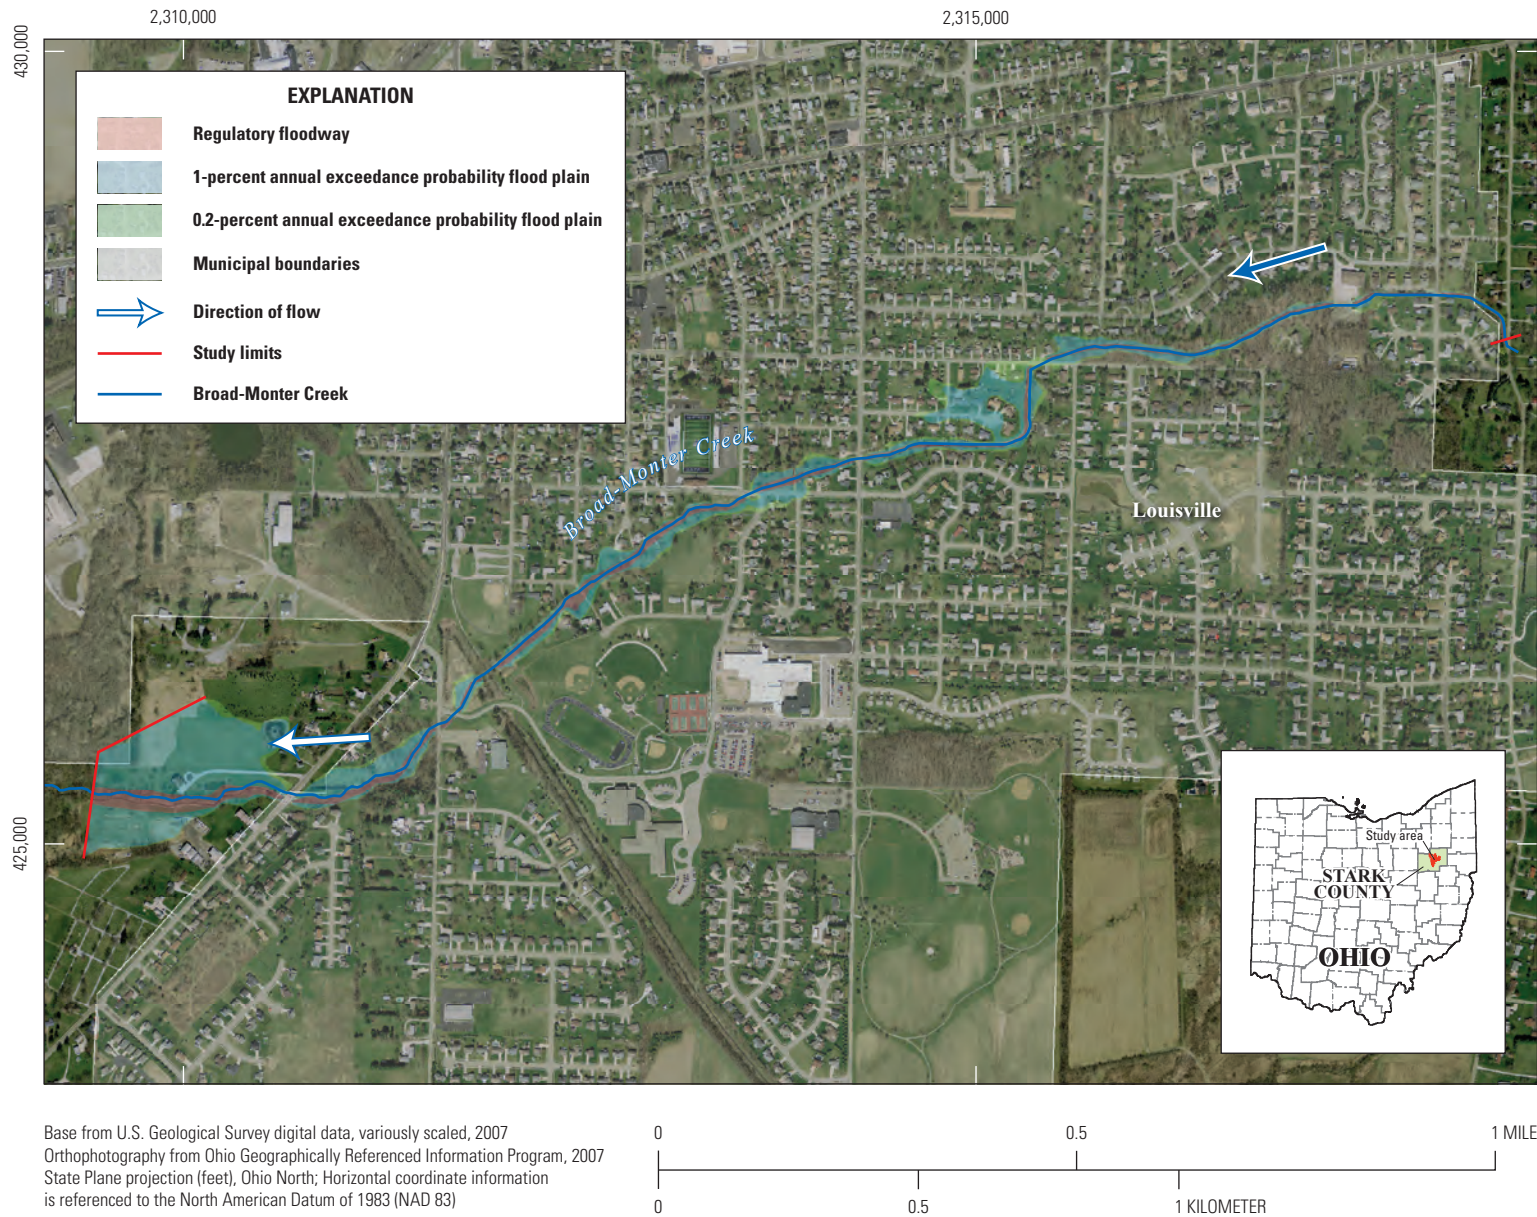 2,310,000
2,315,000
430,000
EXPLANATION
Regulatory floodway
1-percent annual exceedance probability flood plain
0.2-percent annual exceedance probability flood plain
Municipal boundaries
Direction of flow
Study limits
Broad-Monter Creek
Broad-Monter Creek
Louisville
425,000
Study area
STARK
COUNTY
OHIO
Base from U.S. Geological Survey digital data, variously scaled, 2007
Orthophotography from Ohio Geographically Referenced Information Program, 2007
State Plane projection (feet), Ohio North; Horizontal coordinate information
is referenced to the North American Datum of 1983 (NAD 83)
0 0.5 1 MILE
0 0.5 1 KILOMETER